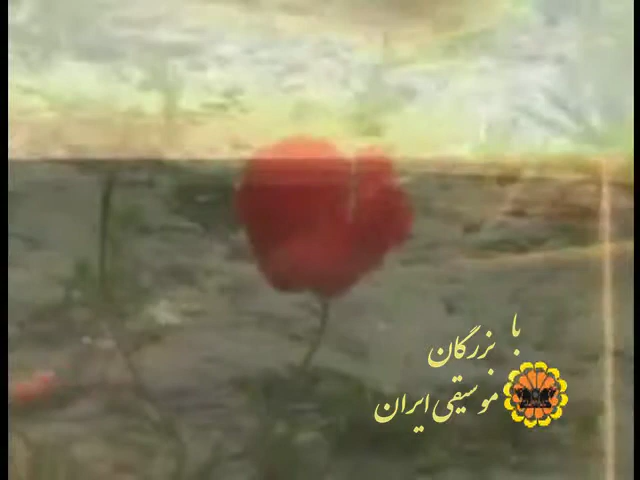 با
بزرگان
موسیقی ایران